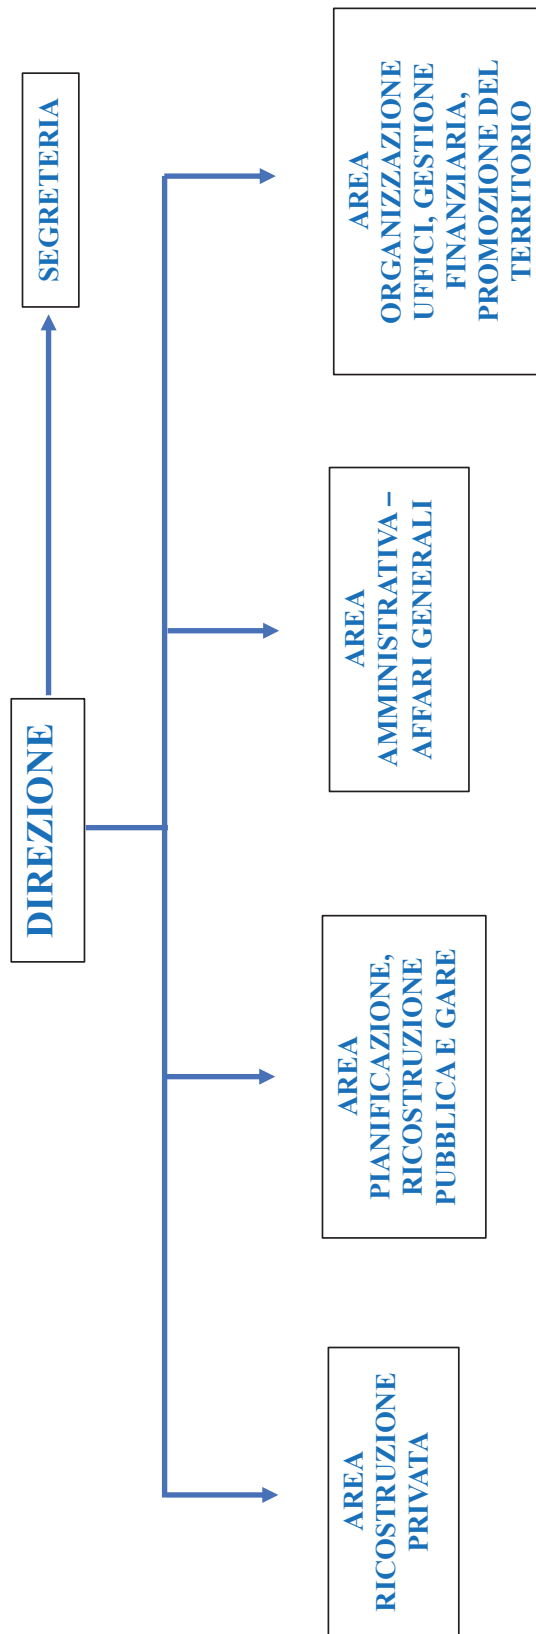 DIREZIONE
SEGRETERIA
AREA
RICOSTRUZIONE
PRIVATA
AREA
PIANIFICAZIONE,
RICOSTRUZIONE
PUBBLICA E GARE
AREA
AMMINISTRATIVA –
AFFARI GENERALI
AREA
ORGANIZZAZIONE
UFFICI, GESTIONE
FINANZIARIA,
PROMOZIONE DEL
TERRITORIO